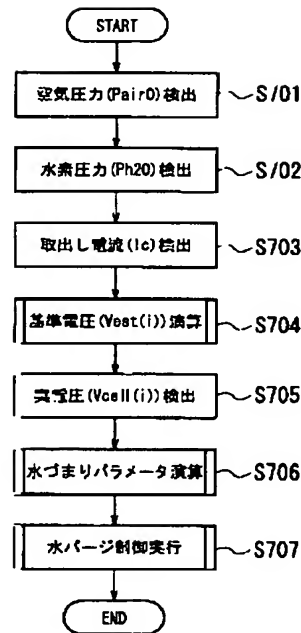 START
空気圧力(Pair0)検出 S/01
水素圧力(Ph20)検出 S/02
取出し電流(Ic)検出 S703
基準電圧(Vest(i))演算 S704
実電圧(Vcell(i))検出 S705
水づまりパラメータ演算 S706
水パージ制御実行 S707
END